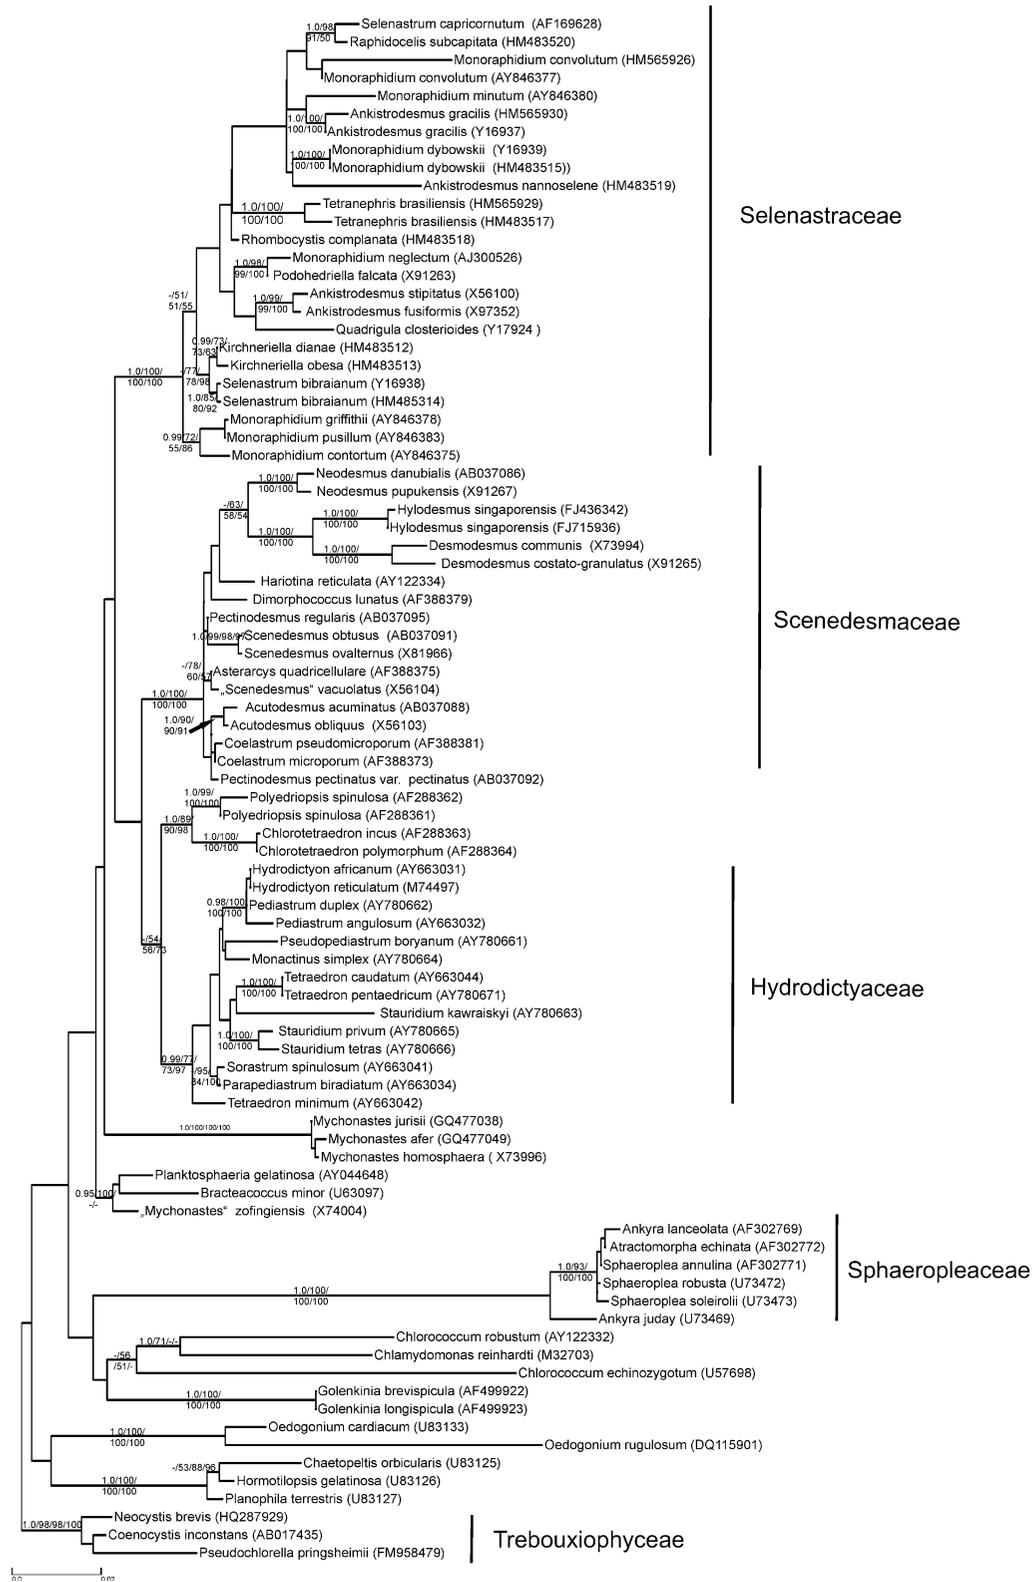 Selenastrum capricornutum (AF169628)
1.0/98
91/50
Raphidocelis subcapitata (HM483520)
Monoraphidium convolutum (HM565926)
Monoraphidium convolutum (AY846377)
Monoraphidium minutum (AY846380)
Ankistrodesmus gracilis (HM565930)
1.0/100/
100/100
Ankistrodesmus gracilis (Y16937)
Monoraphidium dybowskii (Y16939)
1.0/100/
100/100
Monoraphidium dybowskii (HM483515))
Ankistrodesmus nannoselene (HM483519)
Tetranephris brasiliensis (HM565929)
1.0/100/
100/100
Tetranephris brasiliensis (HM483517)
Selenastraceae
Rhombocystis complanata (HM483518)
Monoraphidium neglectum (AJ300526)
1.0/98/
99/100
Podohedriella falcata (X91263)
Ankistrodesmus stipitatus (X56100)
-/51/
51/55
1.0/99/
99/100
Ankistrodesmus fusiformis (X97352)
Quadrigula closterioides (Y17924 )
0.99/73/
73/63
Kirchneriella dianae (HM483512)
Kirchneriella obesa (HM483513)
1.0/100/
100/100
-/77/
78/98
Selenastrum bibraianum (Y16938)
1.0/85/
80/92
Selenastrum bibraianum (HM485314)
Monoraphidium griffithii (AY846378)
0.99/72/
55/86
Monoraphidium pusillum (AY846383)
Monoraphidium contortum (AY846375)
Neodesmus danubialis (AB037086)
1.0/100/
100/100
Neodesmus pupukensis (X91267)
-/63/
58/54
Hylodesmus singaporensis (FJ436342)
1.0/100/
100/100
Hylodesmus singaporensis (FJ715936)
1.0/100/
100/100
Desmodesmus communis (X73994)
1.0/100/
100/100
Desmodesmus costato-granulatus (X91265)
Hariotina reticulata (AY122334)
Dimorphococcus lunatus (AF388379)
Pectinodesmus regularis (AB037095)
Scenedesmaceae
Scenedesmus obtusus (AB037091)
Scenedesmus ovalternus (X81966)
-/78/
Asterarcys quadricellulare (AF388375)
„Scenedesmus“ vacuolatus (X56104)
1.0/100/
100/100
Acutodesmus acuminatus (AB037088)
1.0/90/
90/91
Acutodesmus obliquus (X56103)
Coelastrum pseudomicroporum (AF388381)
Coelastrum microporum (AF388373)
Pectinodesmus pectinatus var. pectinatus (AB037092)
1.0/99/
100/100
Polyedriopsis spinulosa (AF288362)
Polyedriopsis spinulosa (AF288361)
1.0/89/
90/98
Chlorotetraedron incus (AF288363)
1.0/100/
100/100
Chlorotetraedron polymorphum (AF288364)
Hydrodictyon africanum (AY663031)
Hydrodictyon reticulatum (M74497)
0.98/100
100/100
Pediastrum duplex (AY780662)
Pediastrum angulosum (AY663032)
-/54/
56/73
Pseudopediastrum boryanum (AY780661)
Monactinus simplex (AY780664)
Tetraedron caudatum (AY663044)
1.0/100/
100/100
Tetraedron pentaedricum (AY780671)
Hydrodictyaceae
Stauridium kawraiskyi (AY780663)
Stauridium privum (AY780665)
1.0/100/
100/100
Stauridium tetras (AY780666)
0.99/77/
73/97
Sorastrum spinulosum (AY663041)
-/95/
84/100
Parapediastrum biradiatum (AY663034)
Tetraedron minimum (AY663042)
Mychonastes jurisii (GQ477038)
1.0/100/100/100
Mychonastes afer (GQ477049)
Mychonastes homosphaera ( X73996)
Planktosphaeria gelatinosa (AY044648)
0.95/100/
-/-
Bracteacoccus minor (U63097)
„Mychonastes“ zofingiensis (X74004)
Ankyra lanceolata (AF302769)
Atractomorpha echinata (AF302772)
1.0/93/
100/100
Sphaeroplea annulina (AF302771)
Sphaeropleaceae
Sphaeroplea robusta (U73472)
1.0/100/
100/100
Sphaeroplea soleirolii (U73473)
Ankyra juday (U73469)
Chlorococcum robustum (AY122332)
1.0/71/-/-
Chlamydomonas reinhardti (M32703)
-/56
/51/-
Chlorococcum echinozygotum (U57698)
Golenkinia brevispicula (AF499922)
1.0/100/
100/100
Golenkinia longispicula (AF499923)
Oedogonium cardiacum (U83133)
1.0/100/
100/100
Oedogonium rugulosum (DQ115901)
Chaetopeltis orbicularis (U83125)
-/53/88/96
Hormotilopsis gelatinosa (U83126)
1.0/100/
100/100
Planophila terrestris (U83127)
Neocystis brevis (HQ287929)
1.0/98/98/100
Coenocystis inconstans (AB017435)
Trebouxiophyceae
Pseudochlorella pringsheimii (FM958479)
0.0
0.02